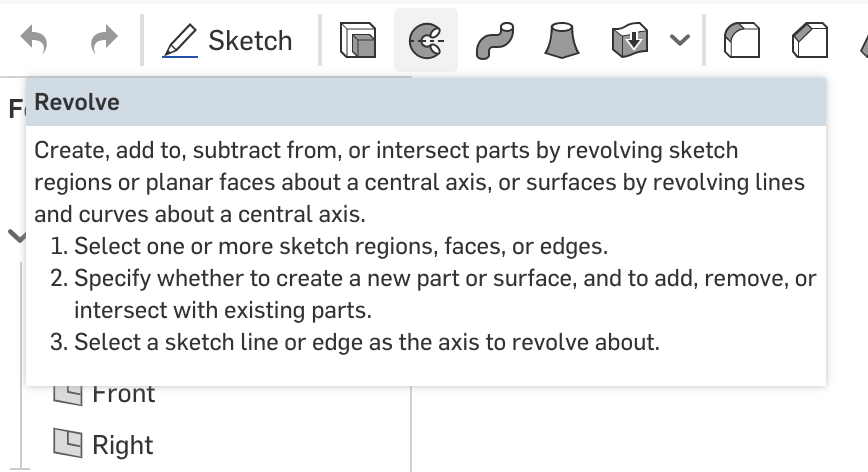 Sketch
Fe
Revolve
Create, add to, subtract from, or intersect parts by revolving sketch
regions or planar faces about a central axis, or surfaces by revolving lines
and curves about a central axis.
1. Select one or more sketch regions, faces, or edges.
2. Specify whether to create a new part or surface, and to add, remove, or
intersect with existing parts.
3. Select a sketch line or edge as the axis to revolve about.
Front
Right